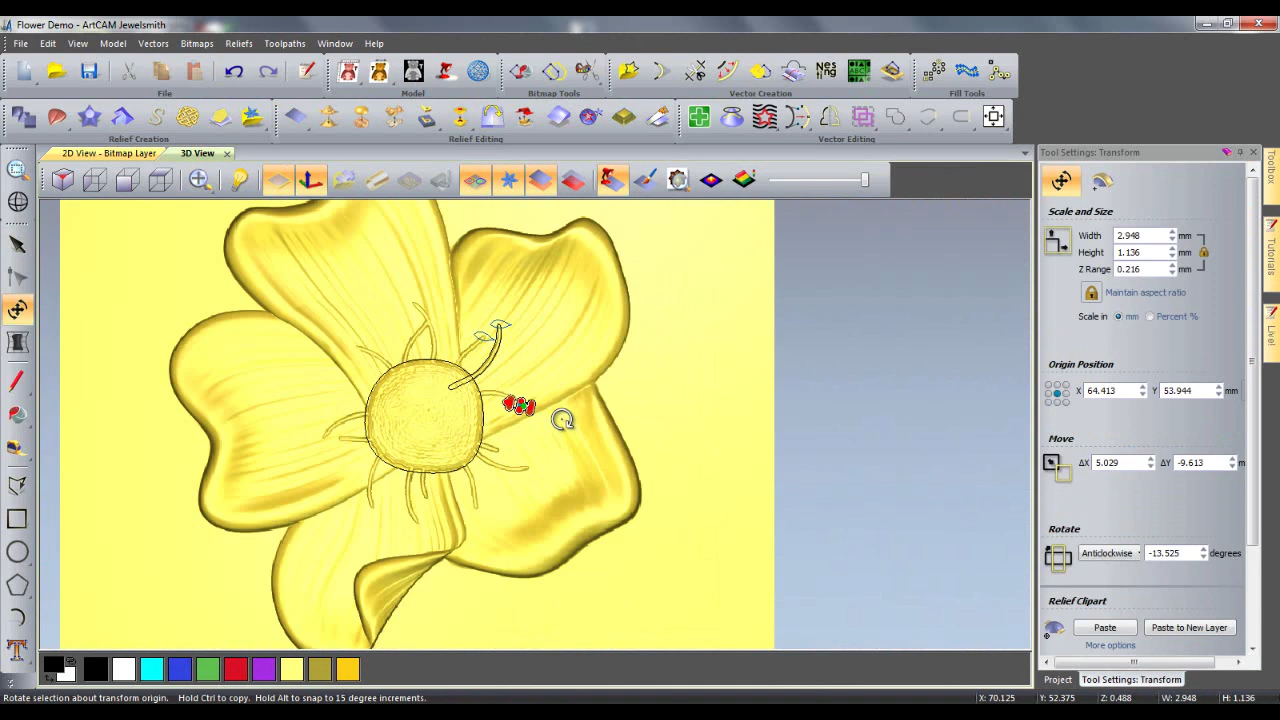 Flower Demo - ArtCAM Jewelsmith
File Edit View Model Vectors Bitmaps Reliefs Toolpaths Window Help
File Model Bitmap Tools Vector Creation Fill Tools
Nes
ting
ABC
Relief Creation Relief Editing Vector Editing
2D View - Bitmap Layer 3D View
Tool Settings: Transform
Toolbox
Tutorials
Live!
Scale and Size
Width 2.948 mm
Height 1.136 mm
Z Range 0.216 mm
Maintain aspect ratio
Scale in mm Percent %
Origin Position
X 64.413 Y 53.944 mm
Move
ΔX 5.029 ΔY -9.613 m
Rotate
Anticlockwise -13.525 degrees
Relief Clipart
Paste Paste to New Layer
More options
Project Tool Settings: Transform
Rotate selection about transform origin. Hold Ctrl to copy. Hold Alt to snap to 15 degree increments.
X: 70.125 Y: 52.375 Z: 0.488 W: 2.948 H: 1.136